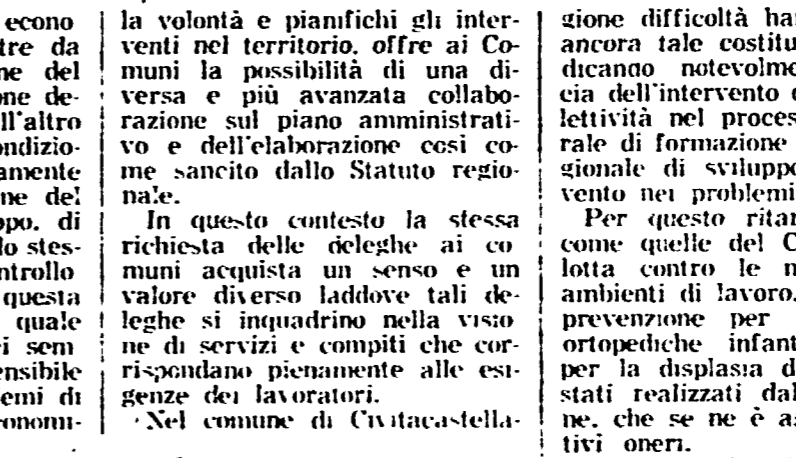 econo
tre da
ne del
one de-
ll'altro
ondizio-
amente
ne del
ppo. di
lo stes-
ntrollo
questa
quale
i sem
ensibile
emi di
onomi-
la volontà e pianifichi gli inter-
venti nel territorio. offre ai Co-
muni la possibilità di una di-
versa e più avanzata collabo-
razione sul piano amministrati-
vo e dell'elaborazione così co-
me sancito dallo Statuto regio-
nale.
In questo contesto la stessa
richiesta delle deleghe ai co
muni acquista un senso e un
valore diverso laddove tali de-
leghe si inquadrino nella visio
ne di servizi e compiti che cor-
rispondano pienamente alle esi-
genze dei lavoratori.
Nel comune di Civitacastella-
gione difficoltà ha
ancora tale costitu
dicando notevolme
cia dell'intervento
lettività nel proces
rale di formazione
gionale di sviluppo
vento nei problemi
Per questo ritar
come quelle del C
lotta contro le n
ambienti di lavoro.
prevenzione per
ortopediche infant
per la displasia d
stati realizzati dal
ne. che se ne è a
tivi oneri.